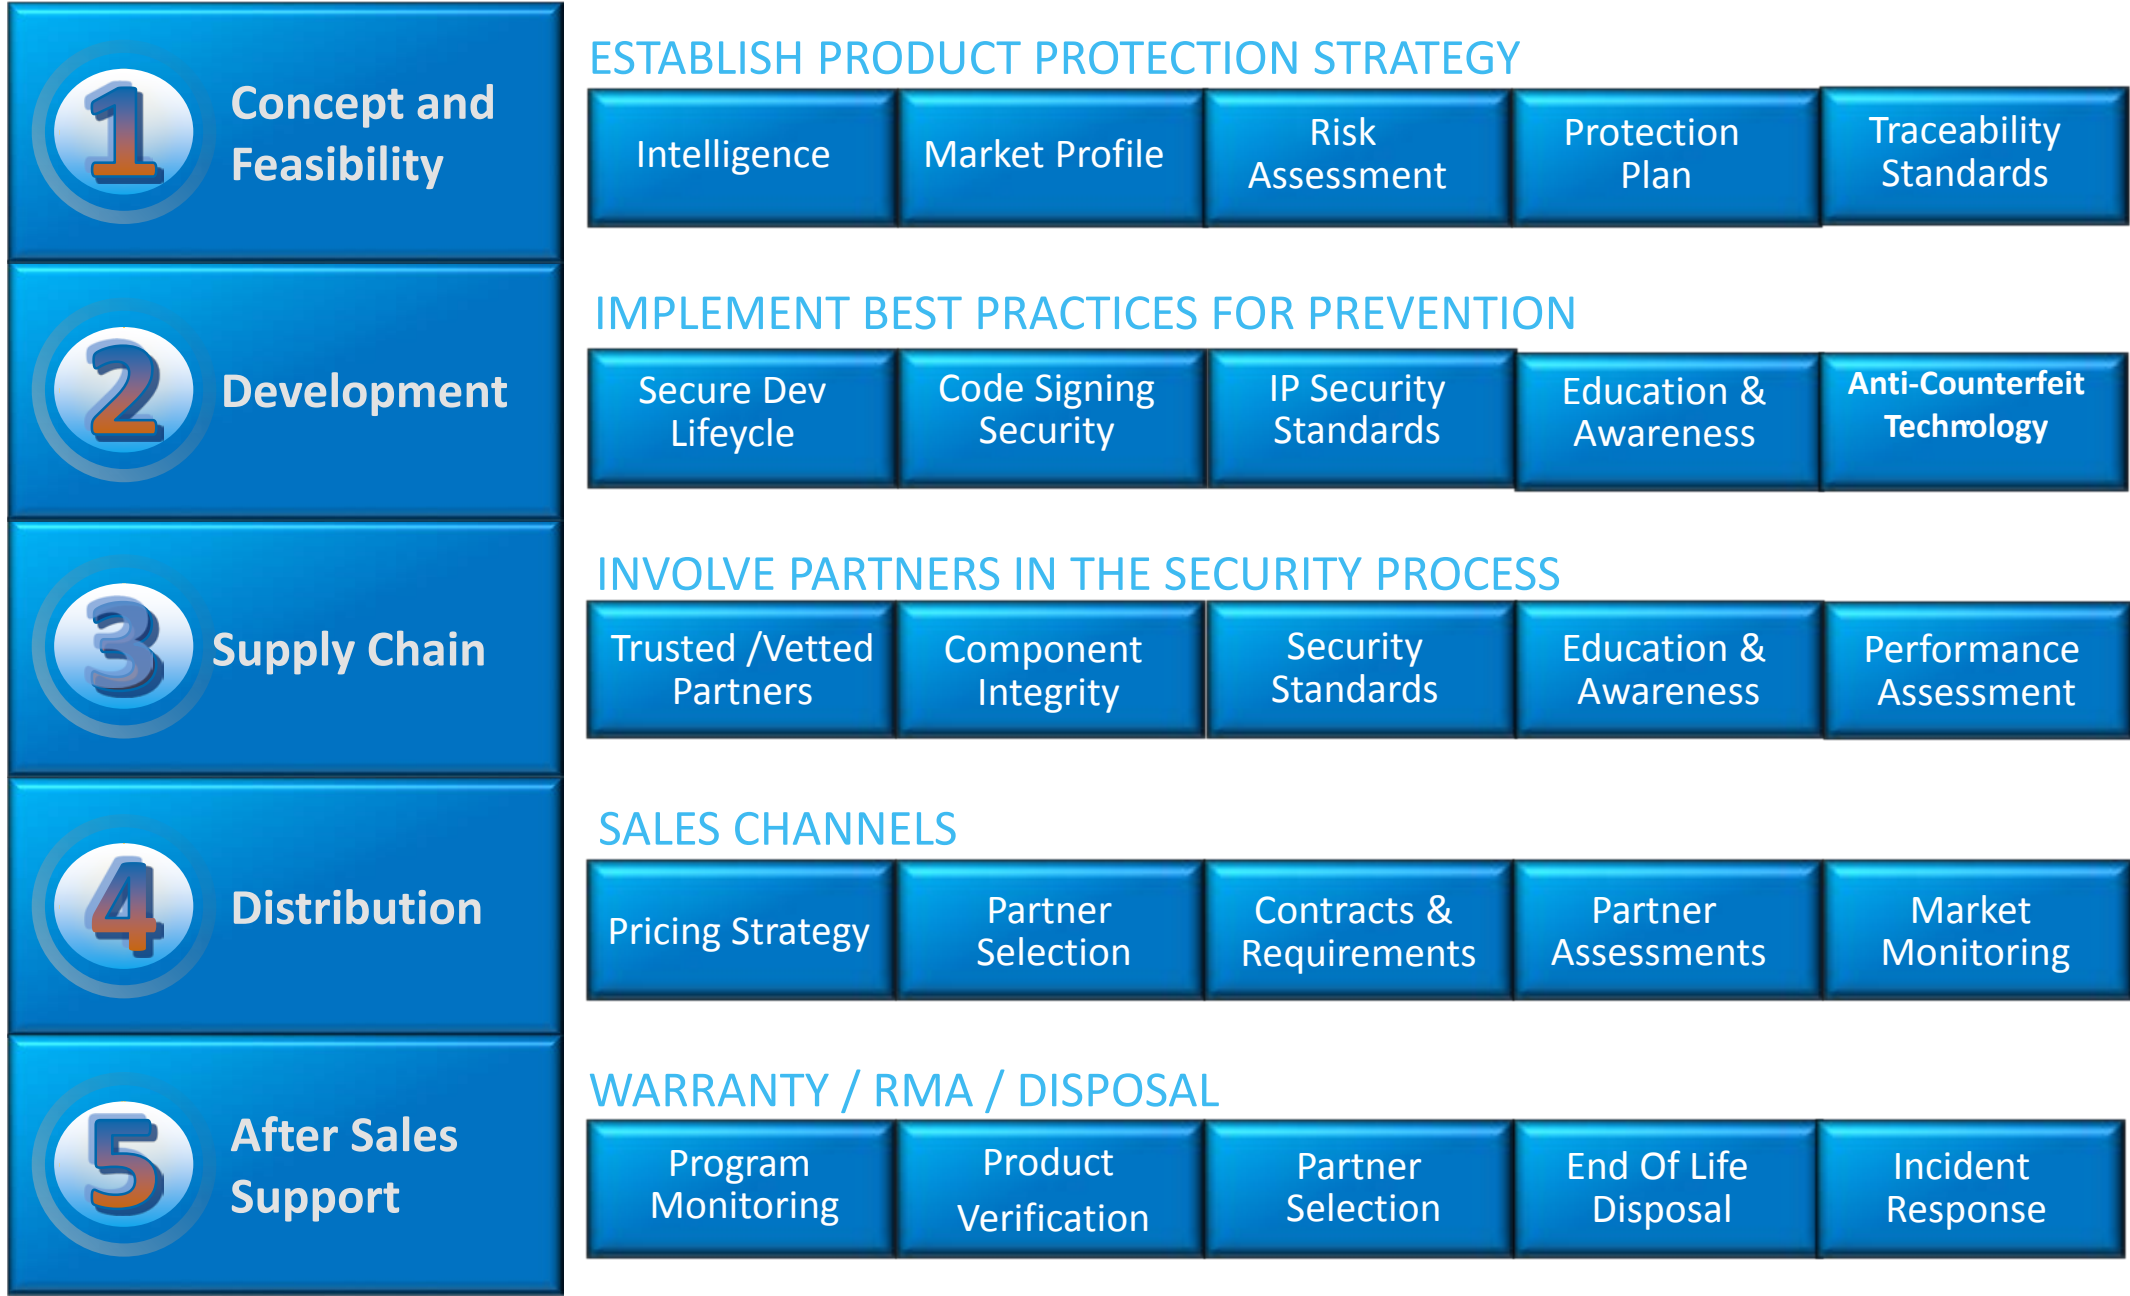 1
Concept and
Feasibility
ESTABLISH PRODUCT PROTECTION STRATEGY
Intelligence
Market Profile
Risk
Assessment
Protection
Plan
Traceability
Standards
2
Development
IMPLEMENT BEST PRACTICES FOR PREVENTION
Secure Dev
Lifeycle
Code Signing
Security
IP Security
Standards
Education &
Awareness
Anti-Counterfeit
Technology
3
Supply Chain
INVOLVE PARTNERS IN THE SECURITY PROCESS
Trusted /Vetted
Partners
Component
Integrity
Security
Standards
Education &
Awareness
Performance
Assessment
4
Distribution
SALES CHANNELS
Pricing Strategy
Partner
Selection
Contracts &
Requirements
Partner
Assessments
Market
Monitoring
5
After Sales
Support
WARRANTY / RMA / DISPOSAL
Program
Monitoring
Product
Verification
Partner
Selection
End Of Life
Disposal
Incident
Response